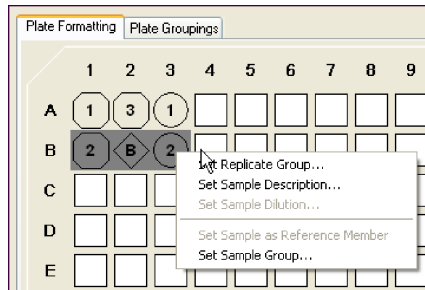 Plate Formatting Plate Groupings
1 2 3 4 5 6 7 8 9
A 1 3 1
B 2 B 2
Set Replicate Group...
C Set Sample Description...
Set Sample Dilution...
D Set Sample as Reference Member
E Set Sample Group...